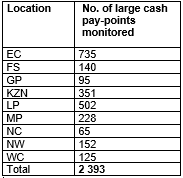 Location No. of large cash
pay-points
monitored
EC 735
FS 140
GP 95
KZN 351
LP 502
MP 228
NC 65
NW 152
WC 125
Total 2 393